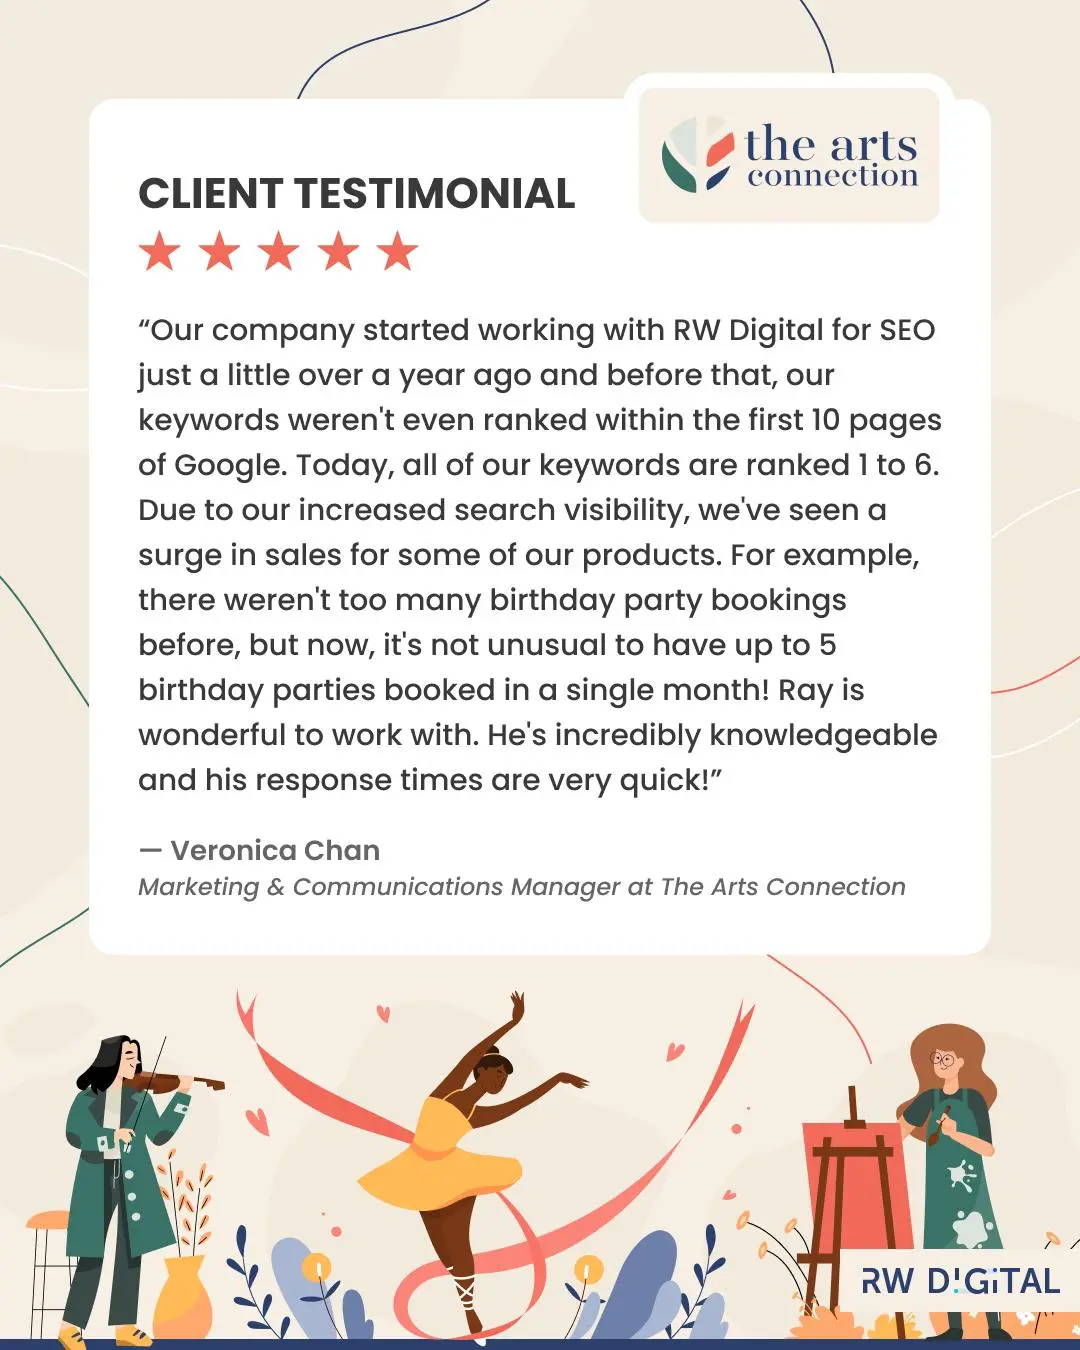 the arts
connection
CLIENT TESTIMONIAL
“Our company started working with RW Digital for SEO
just a little over a year ago and before that, our
keywords weren't even ranked within the first 10 pages
of Google. Today, all of our keywords are ranked 1 to 6.
Due to our increased search visibility, we've seen a
surge in sales for some of our products. For example,
there weren't too many birthday party bookings
before, but now, it's not unusual to have up to 5
birthday parties booked in a single month! Ray is
wonderful to work with. He's incredibly knowledgeable
and his response times are very quick!”
— Veronica Chan
Marketing & Communications Manager at The Arts Connection
RW DIGITAL